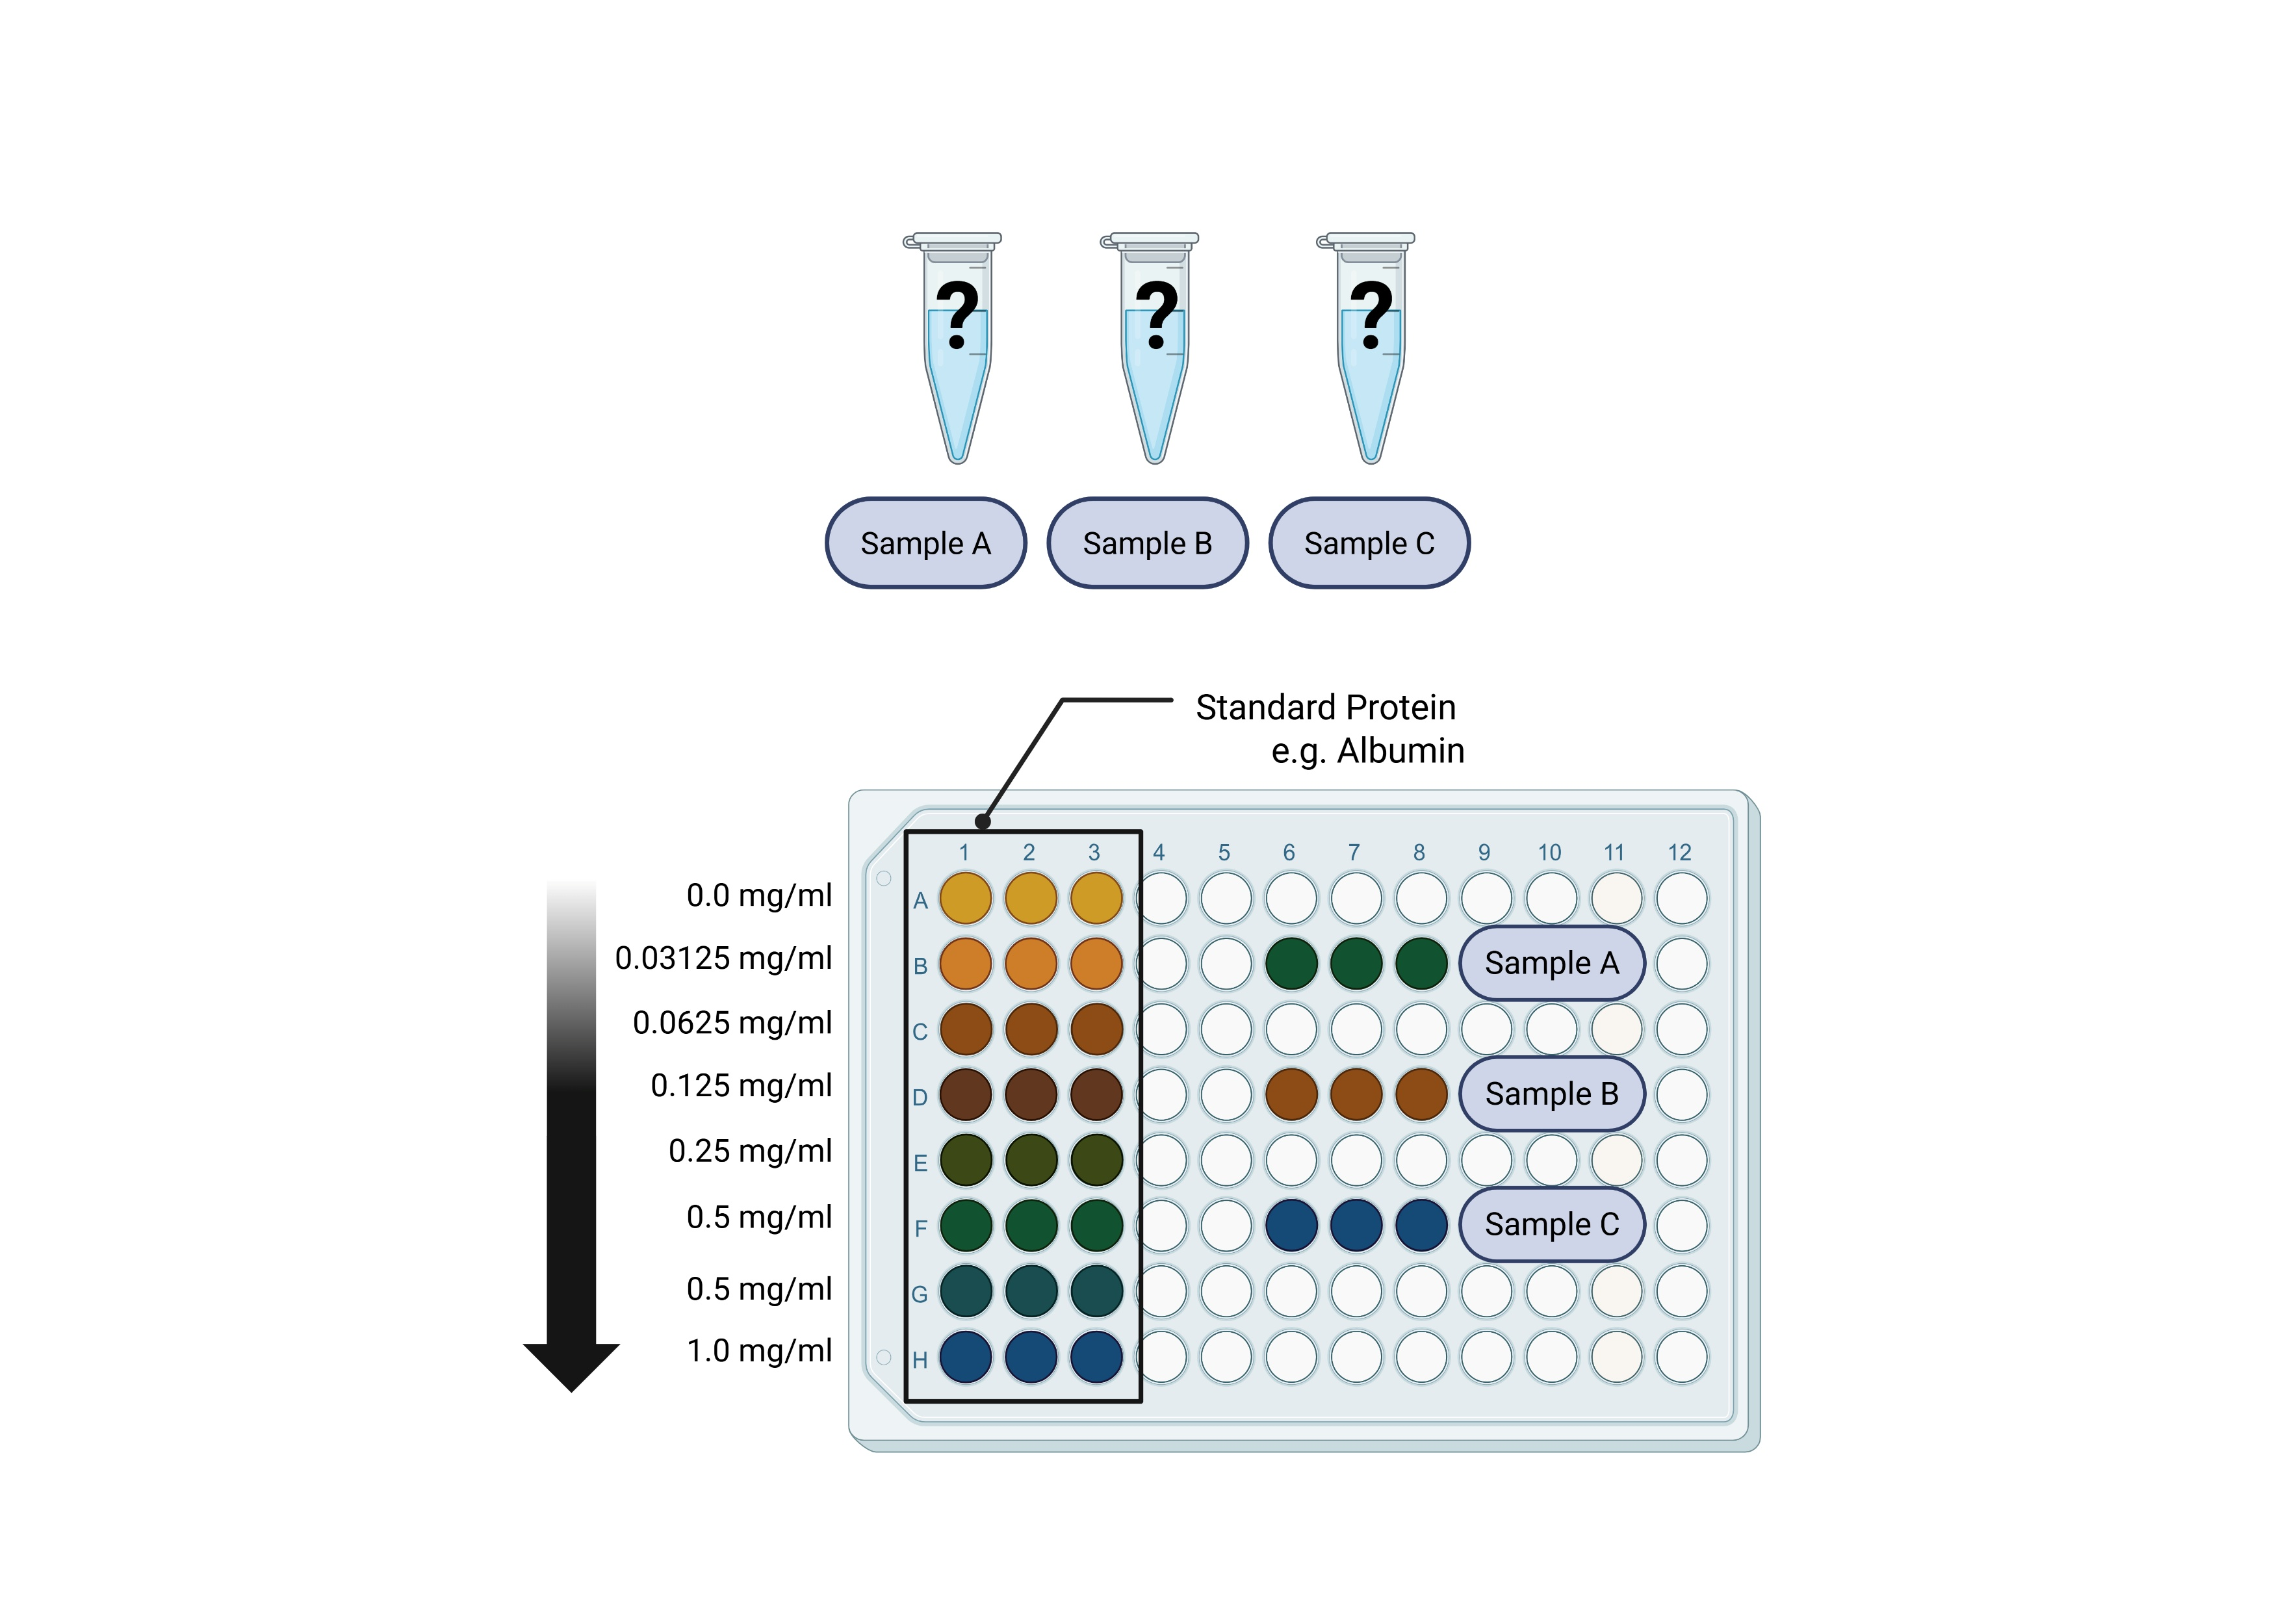 ?
?
?
Sample A
Sample B
Sample C
Standard Protein
e.g. Albumin
1 2 3 4 5 6 7 8 9 10 11 12
0.0 mg/ml A
0.03125 mg/ml B Sample A
0.0625 mg/ml C
0.125 mg/ml D Sample B
0.25 mg/ml E
0.5 mg/ml F Sample C
0.5 mg/ml G
1.0 mg/ml H